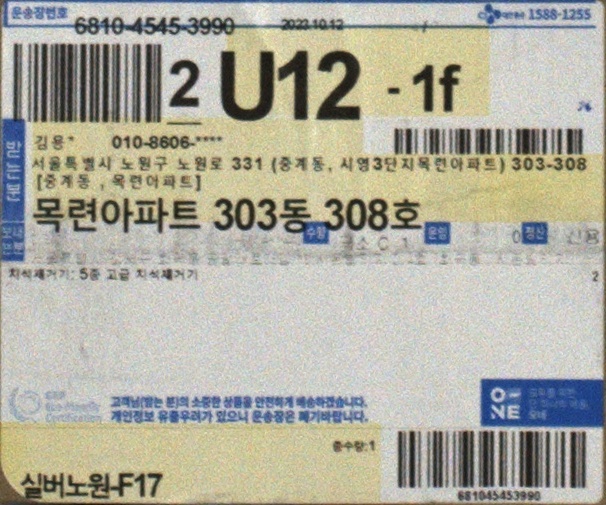 운송장번호 6810-4545-3990 2023.10.12 1588-1255
2 U12 -1f
받는분
김용* 010-8606-****
서울특별시 노원구 노원로 331 (중계동, 시영3단지목련아파트) 303-308
[중계동 , 목련아파트]
목련아파트 303동 308호
수량 운임 0 정산 신용
치석제거기: 5종 고급 치석제거기 2
고객님(받는 분)의 소중한 상품을 안전하게 배송하겠습니다.
개인정보 유출우려가 있으니 운송장은 폐기바랍니다.
O-NE
오네
총수량:1
실버노원-F17
681045453990